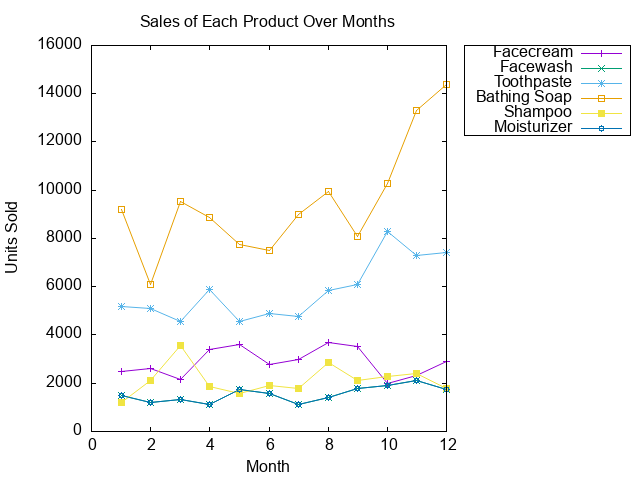 Sales of Each Product Over Months
16000
14000
12000
10000
8000
6000
4000
2000
0
0 2 4 6 8 10 12
Units Sold
Month
Facecream
Facewash
Toothpaste
Bathing Soap
Shampoo
Moisturizer